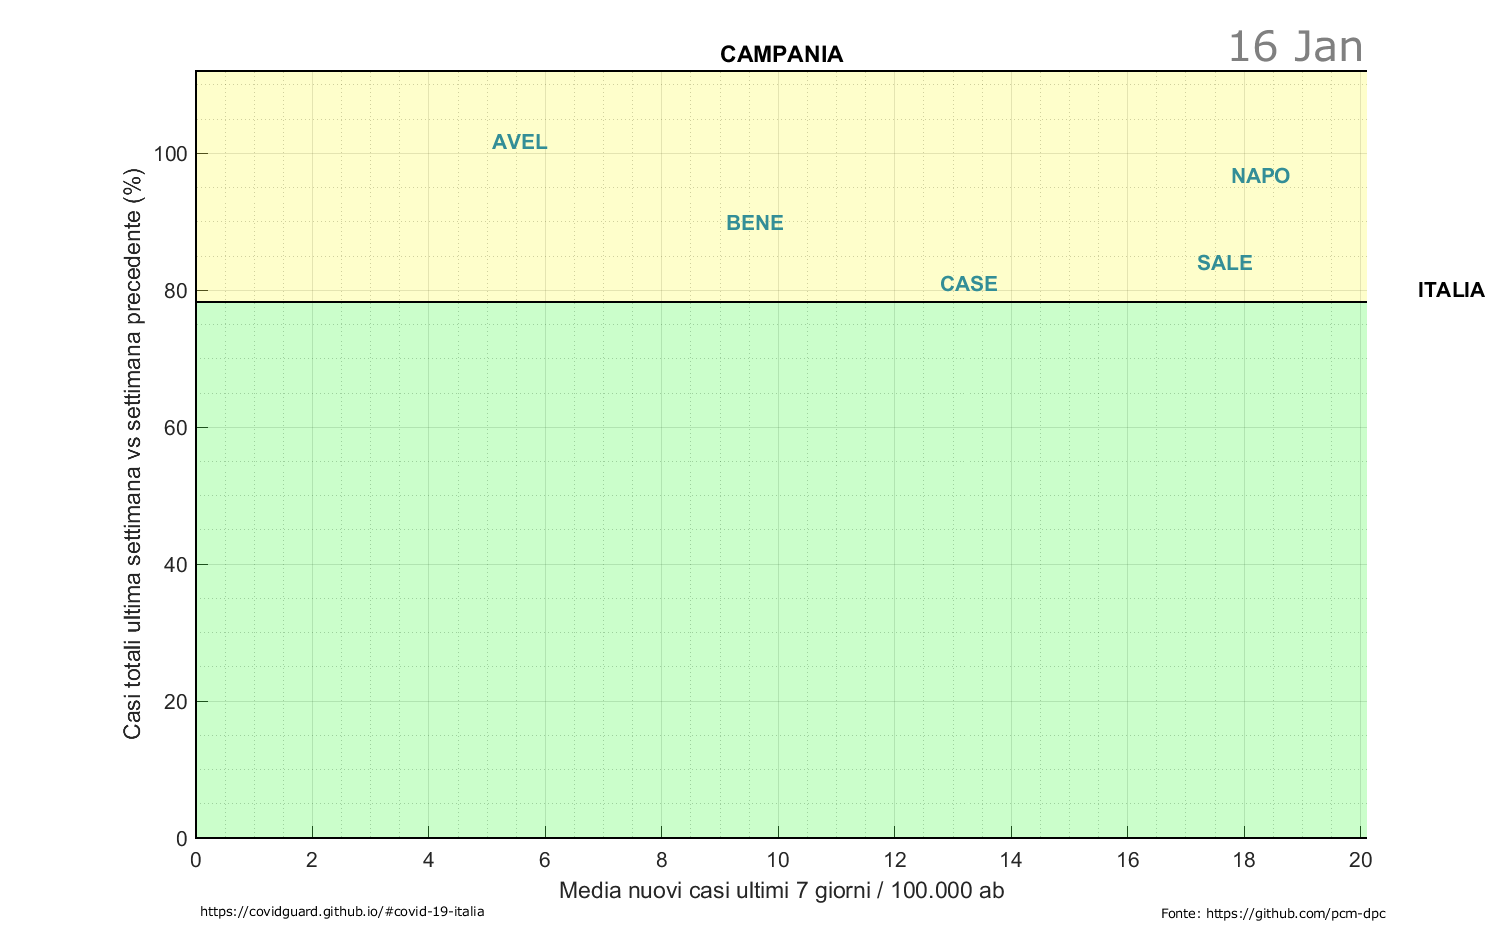 16 Jan
CAMPANIA
AVEL
100
NAPO
BENE
SALE
CASE
80
ITALIA
60
40
20
0
Casi totali ultima settimana vs settimana precedente (%)
0 2 4 6 8 10 12 14 16 18 20
Media nuovi casi ultimi 7 giorni / 100.000 ab
https://covidguard.github.io/#covid-19-italia
Fonte: https://github.com/pcm-dpc